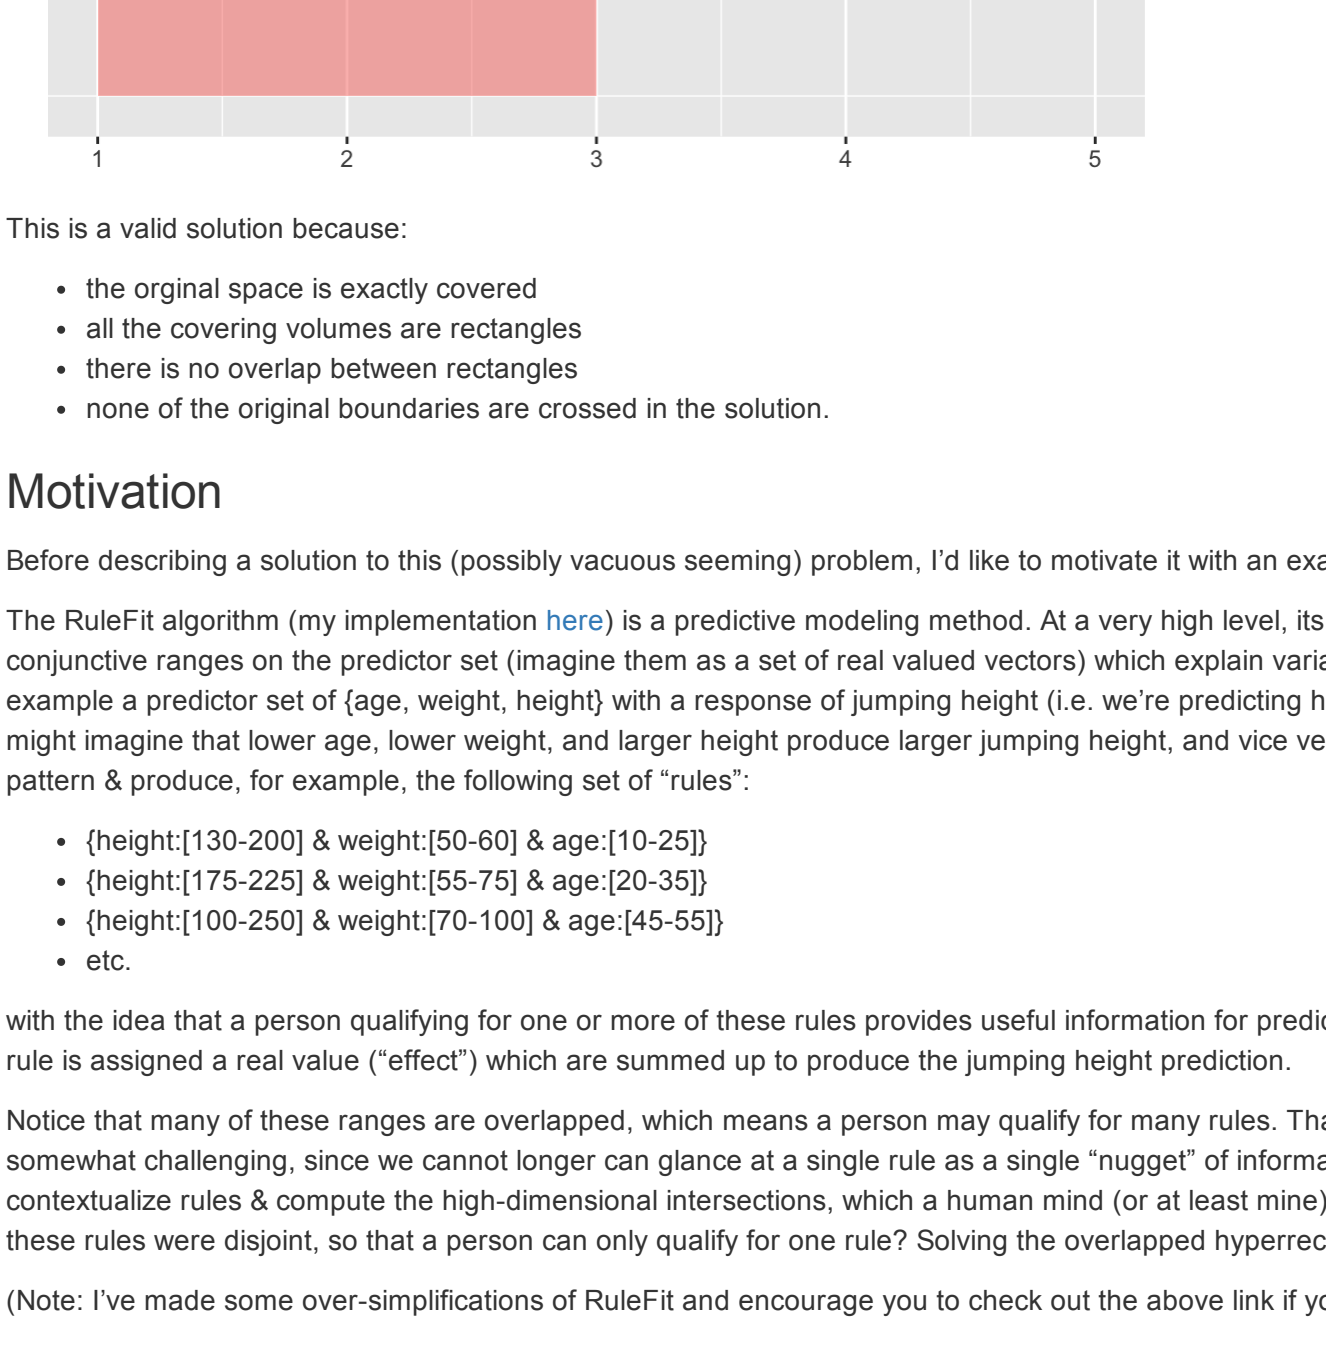 1 2 3 4 5
This is a valid solution because:
• the orginal space is exactly covered
• all the covering volumes are rectangles
• there is no overlap between rectangles
• none of the original boundaries are crossed in the solution.
Motivation
Before describing a solution to this (possibly vacuous seeming) problem, I’d like to motivate it with an exa
The RuleFit algorithm (my implementation here) is a predictive modeling method. At a very high level, its
conjunctive ranges on the predictor set (imagine them as a set of real valued vectors) which explain varia
example a predictor set of {age, weight, height} with a response of jumping height (i.e. we’re predicting h
might imagine that lower age, lower weight, and larger height produce larger jumping height, and vice ve
pattern & produce, for example, the following set of “rules”:
• {height:[130-200] & weight:[50-60] & age:[10-25]}
• {height:[175-225] & weight:[55-75] & age:[20-35]}
• {height:[100-250] & weight:[70-100] & age:[45-55]}
• etc.
with the idea that a person qualifying for one or more of these rules provides useful information for predic
rule is assigned a real value (“effect”) which are summed up to produce the jumping height prediction.
Notice that many of these ranges are overlapped, which means a person may qualify for many rules. Tha
somewhat challenging, since we cannot longer can glance at a single rule as a single “nugget” of informa
contextualize rules & compute the high-dimensional intersections, which a human mind (or at least mine)
these rules were disjoint, so that a person can only qualify for one rule? Solving the overlapped hyperrec
(Note: I’ve made some over-simplifications of RuleFit and encourage you to check out the above link if yo